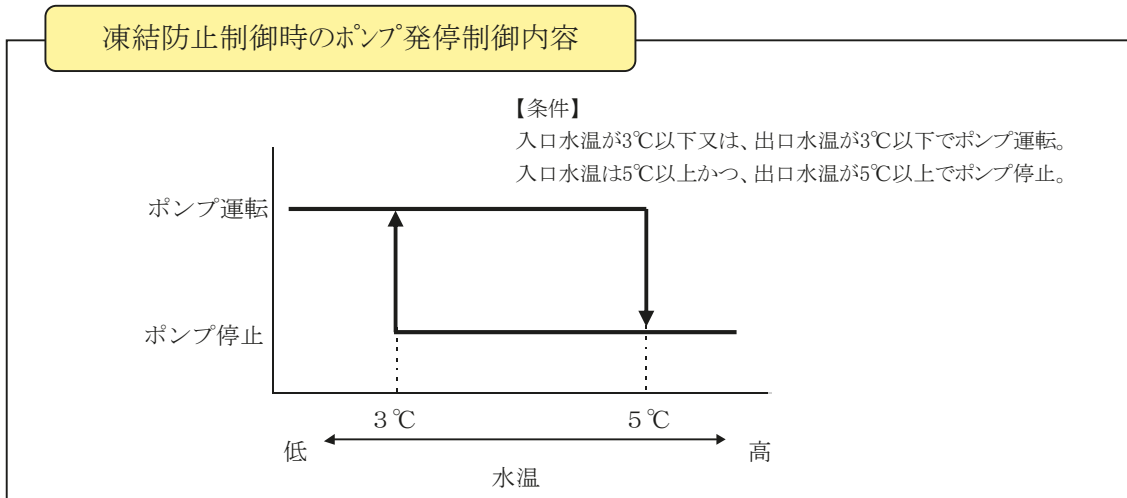 凍結防止制御時のポンプ発停制御内容
【条件】
入口水温が3℃以下又は、出口水温が3℃以下でポンプ運転。
入口水温は5℃以上かつ、出口水温が5℃以上でポンプ停止。
ポンプ運転
ポンプ停止
3℃
5℃
低
高
水温